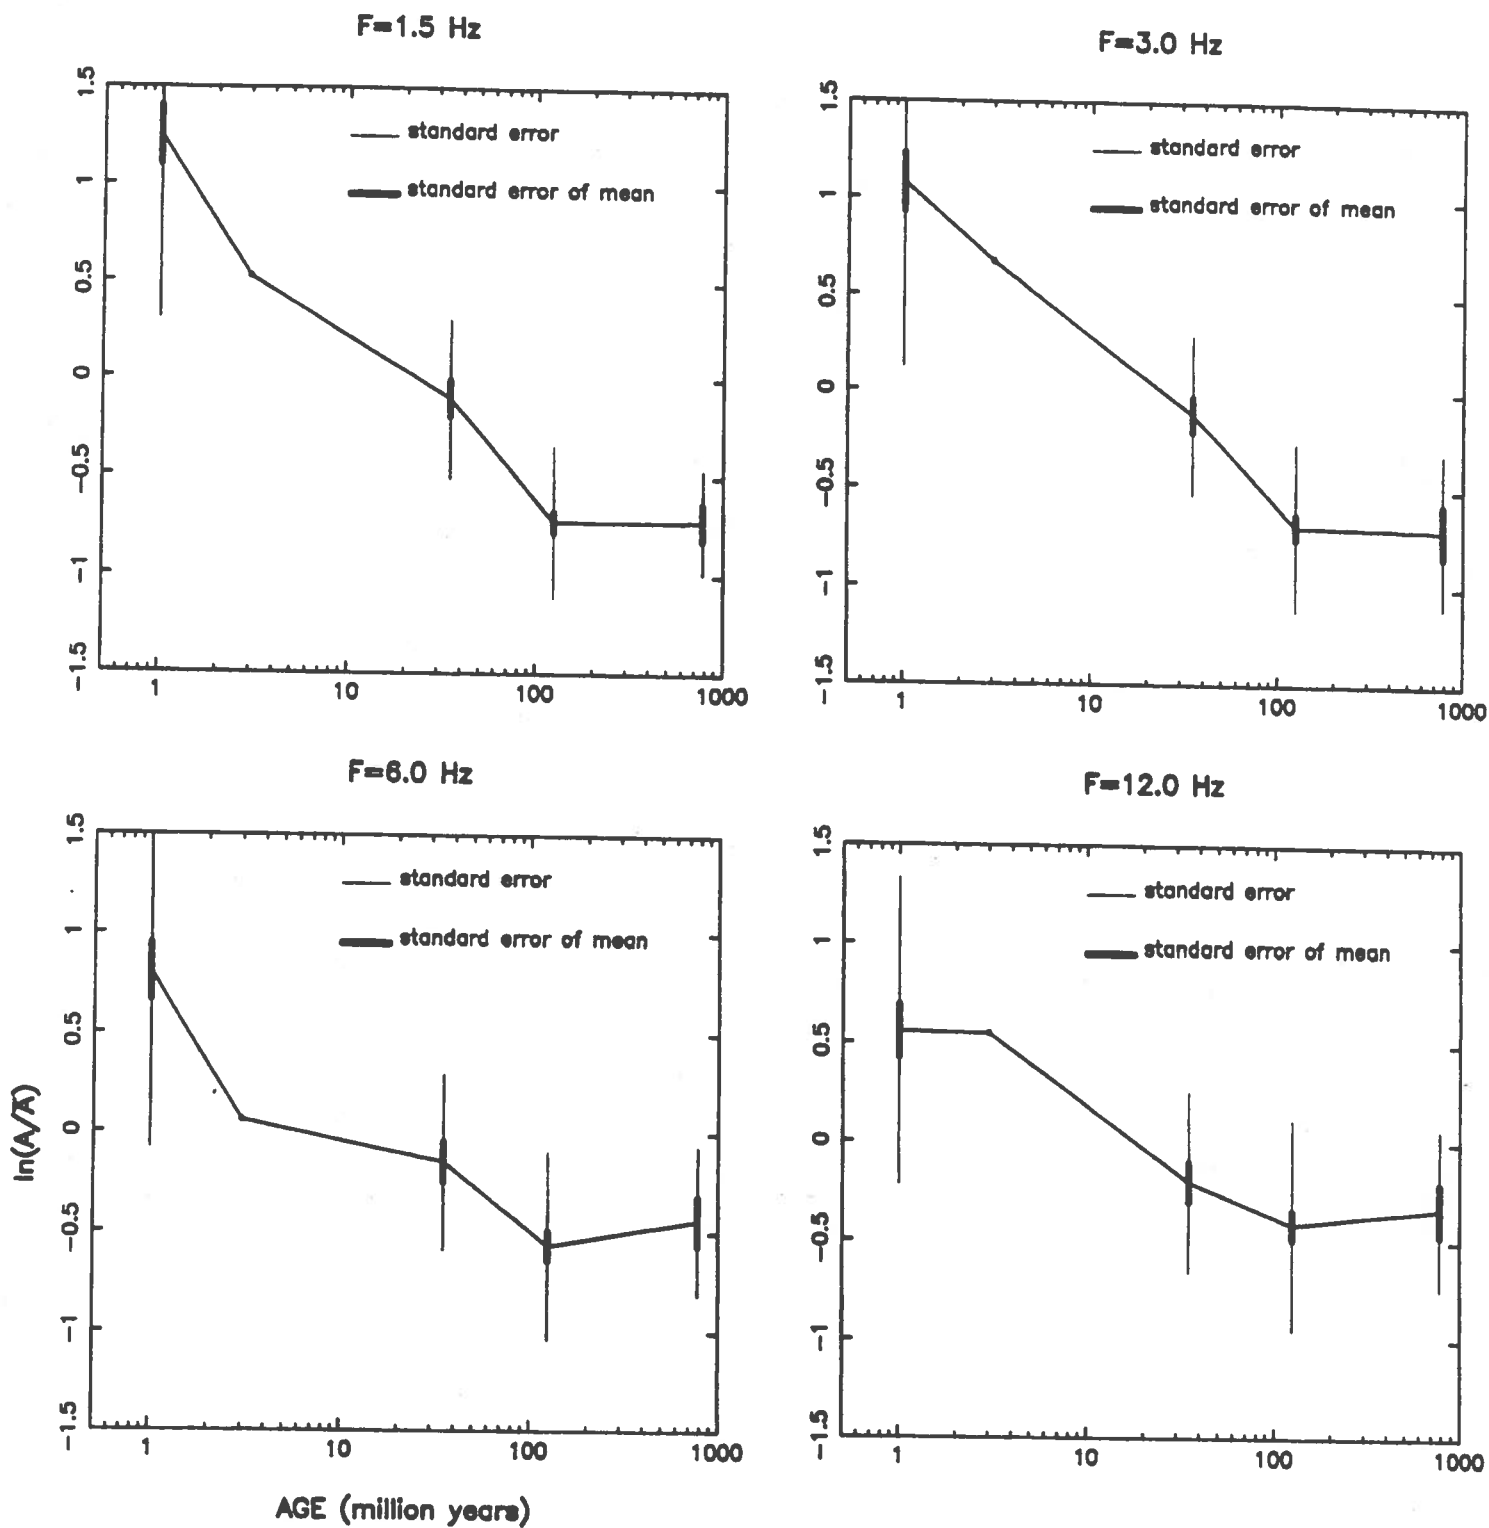 F=1.5 Hz
1.5
1
0.5
0
−0.5
−1
−1.5
standard error
standard error of mean
1 10 100 1000
F=3.0 Hz
1.5
1
0.5
0
−0.5
−1
−1.5
standard error
standard error of mean
1 10 100 1000
F=6.0 Hz
1.5
1
0.5
0
−0.5
−1
−1.5
ln(A/A̅)
standard error
standard error of mean
1 10 100 1000
AGE (million years)
F=12.0 Hz
1.5
1
0.5
0
−0.5
−1
−1.5
standard error
standard error of mean
1 10 100 1000